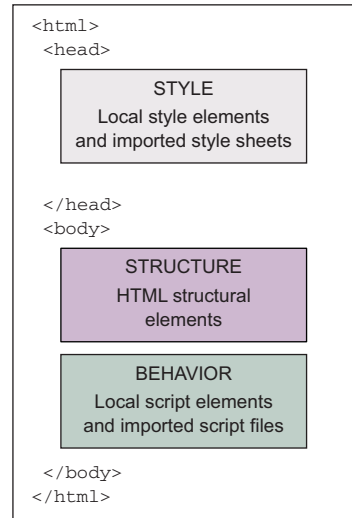 <html>
<head>
STYLE
Local style elements
and imported style sheets
</head>
<body>
STRUCTURE
HTML structural
elements
BEHAVIOR
Local script elements
and imported script files
</body>
</html>